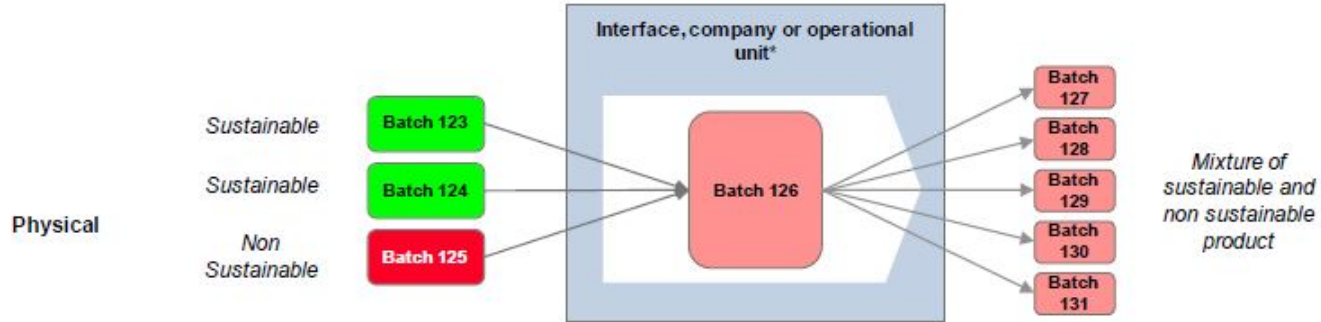 Interface, company or operational
unit*
Sustainable
Batch 123
Sustainable
Batch 124
Physical
Non
Sustainable
Batch 125
Batch 126
Batch
127
Batch
128
Batch
129
Batch
130
Batch
131
Mixture of
sustainable and
non sustainable
product